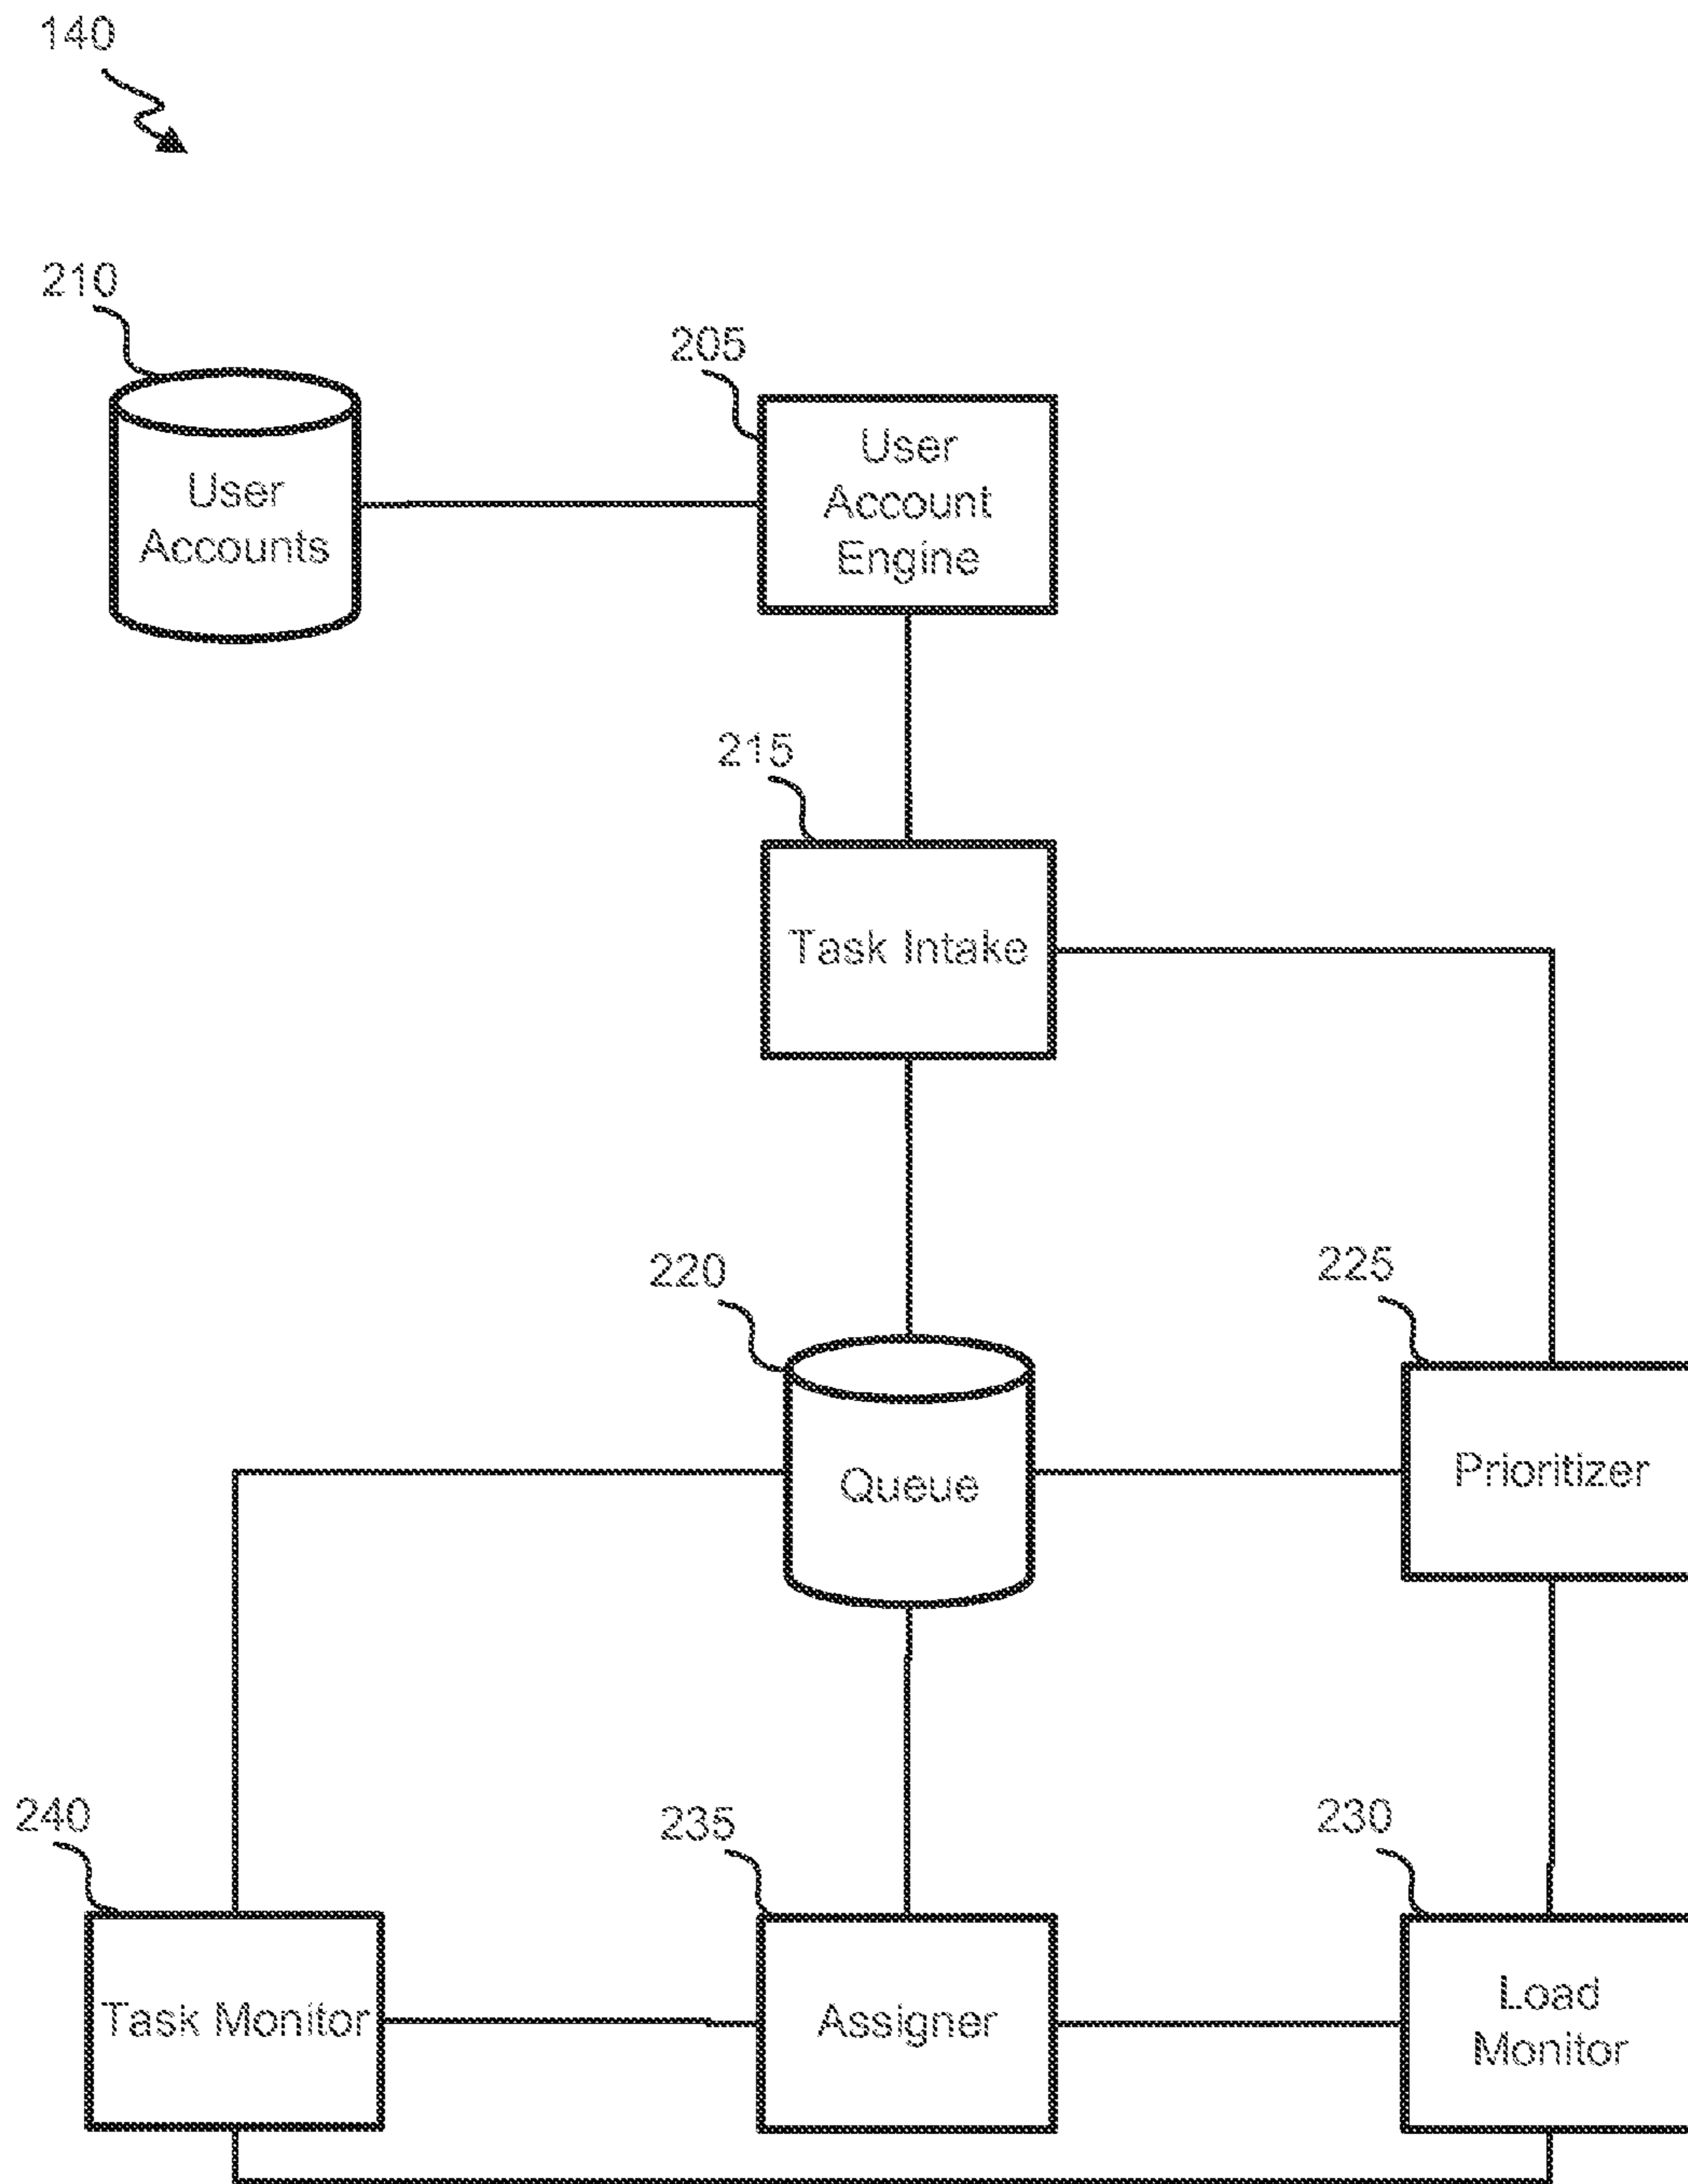 140
210
205
User
Account
Engine
User
Accounts
215
Task Intake
220
225
Queue
Prioritizer
240
235
230
Task Monitor
Assigner
Load
Monitor